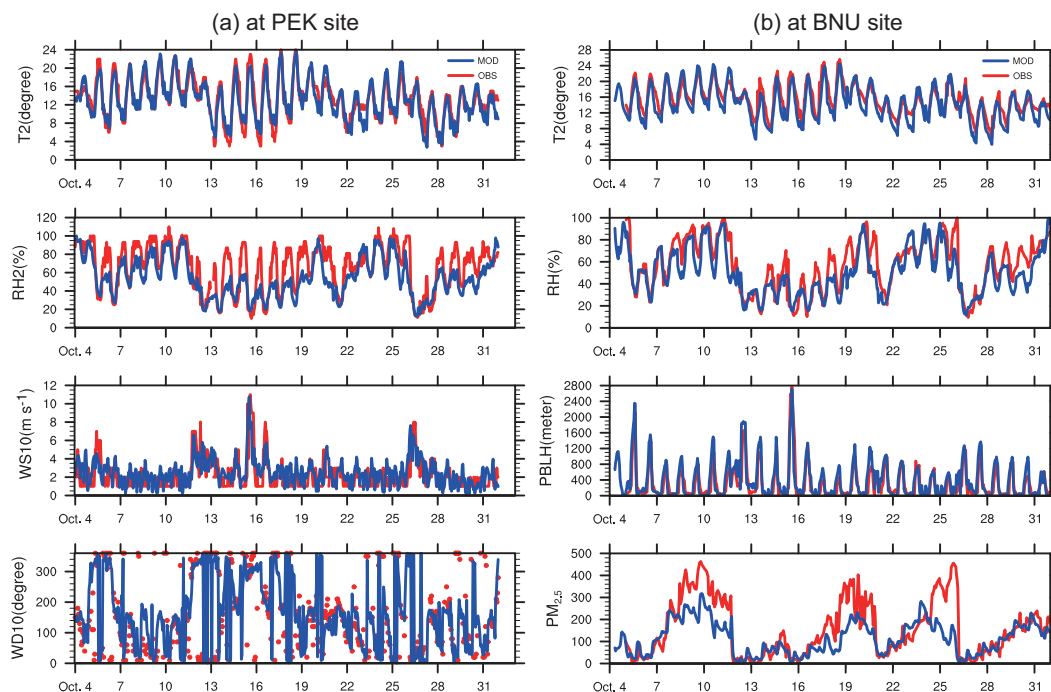 (a) at PEK site
T2(degree)
24
20
16
12
8
4
0
MOD
OBS
Oct. 4 7 10 13 16 19 22 25 28 31
RH2(%)
120
100
80
60
40
20
0
Oct. 4 7 10 13 16 19 22 25 28 31
WS10(m s-1)
12
10
8
6
4
2
0
Oct. 4 7 10 13 16 19 22 25 28 31
WD10(degree)
300
200
100
0
Oct. 4 7 10 13 16 19 22 25 28 31
(b) at BNU site
T2(degree)
28
24
20
16
12
8
4
0
MOD
OBS
Oct. 4 7 10 13 16 19 22 25 28 31
RH(%)
100
80
60
40
20
0
Oct. 4 7 10 13 16 19 22 25 28 31
PBLH(meter)
2800
2400
2000
1600
1200
800
400
0
Oct. 4 7 10 13 16 19 22 25 28 31
PM2.5
500
400
300
200
100
0
Oct. 4 7 10 13 16 19 22 25 28 31